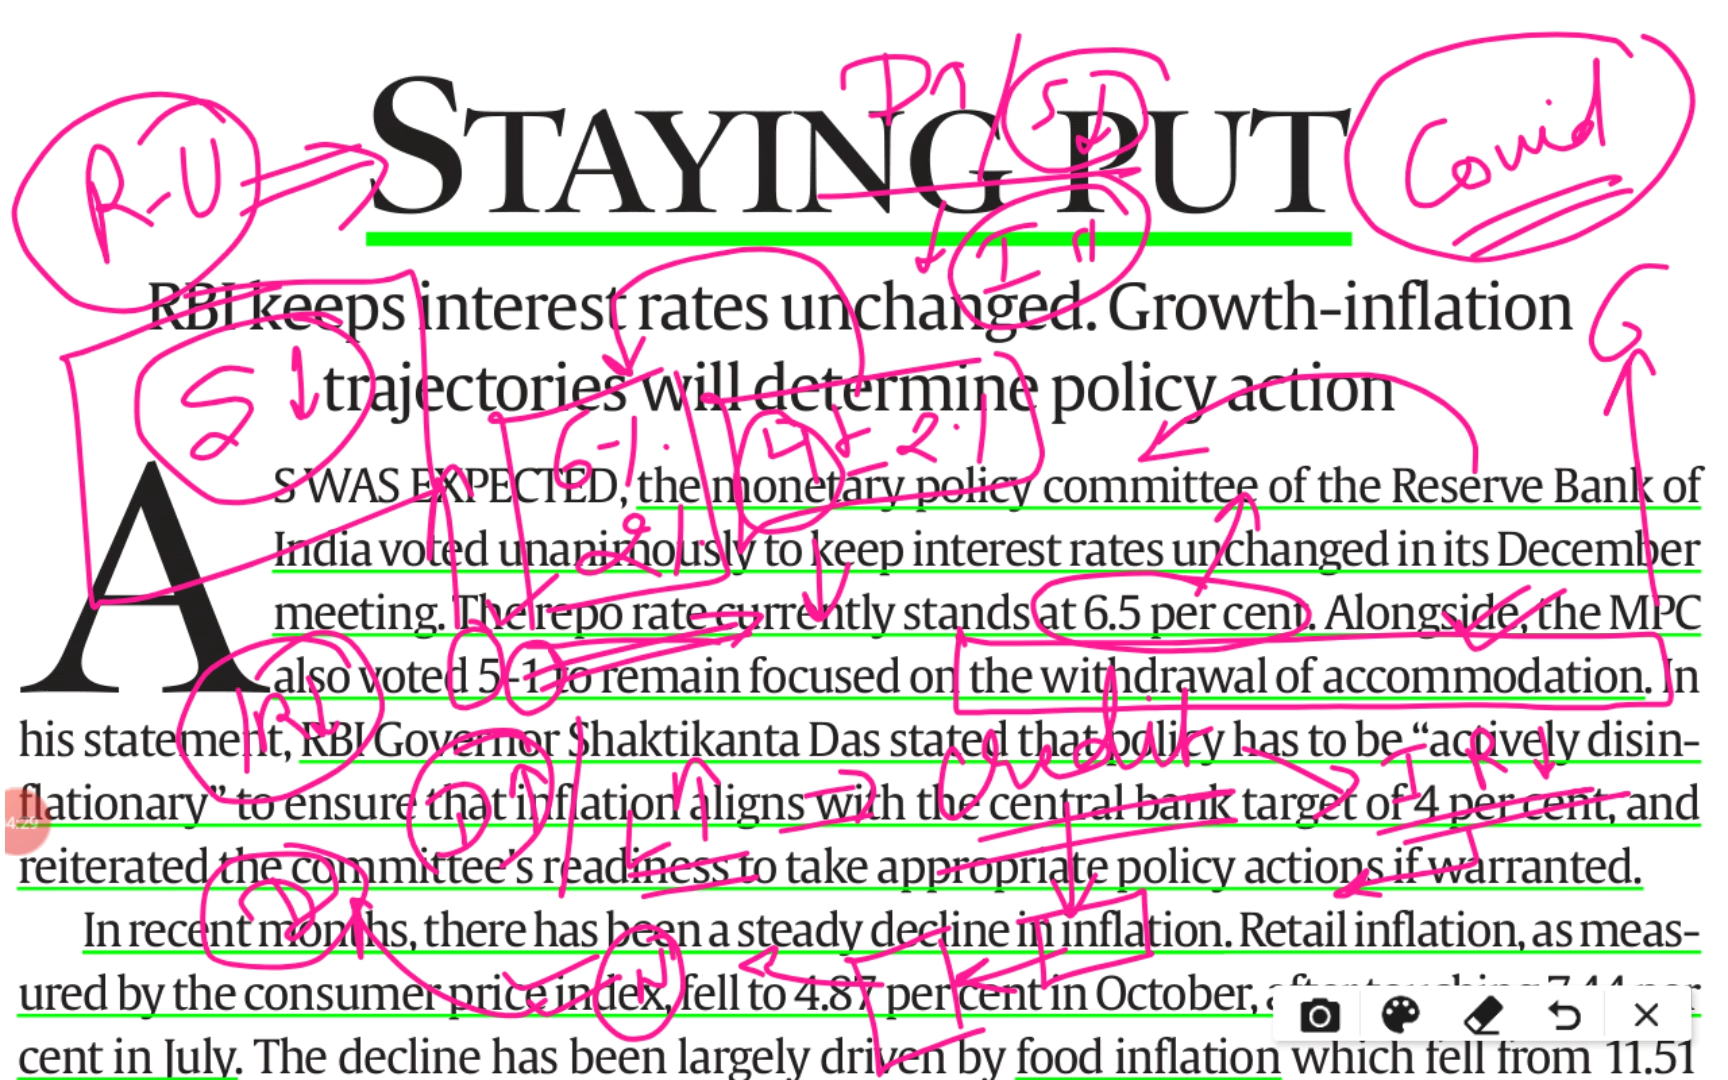 STAYING PUT
RBI keeps interest rates unchanged. Growth-inflation
trajectories will determine policy action
AS WAS EXPECTED, the monetary policy committee of the Reserve Bank of
India voted unanimously to keep interest rates unchanged in its December
meeting. The repo rate currently stands at 6.5 per cent. Alongside, the MPC
also voted 5-1 to remain focused on the withdrawal of accommodation. In
his statement, RBI Governor Shaktikanta Das stated that policy has to be “actively disin-
flationary” to ensure that inflation aligns with the central bank target of 4 per cent, and
reiterated the committee’s readiness to take appropriate policy actions if warranted.
In recent months, there has been a steady decline in inflation. Retail inflation, as meas-
ured by the consumer price index, fell to 4.87 per cent in October,
cent in July. The decline has been largely driven by food inflation which fell from 11.51
Covid
R-U
S↓
4±2%
credit
I R ↓
4:29